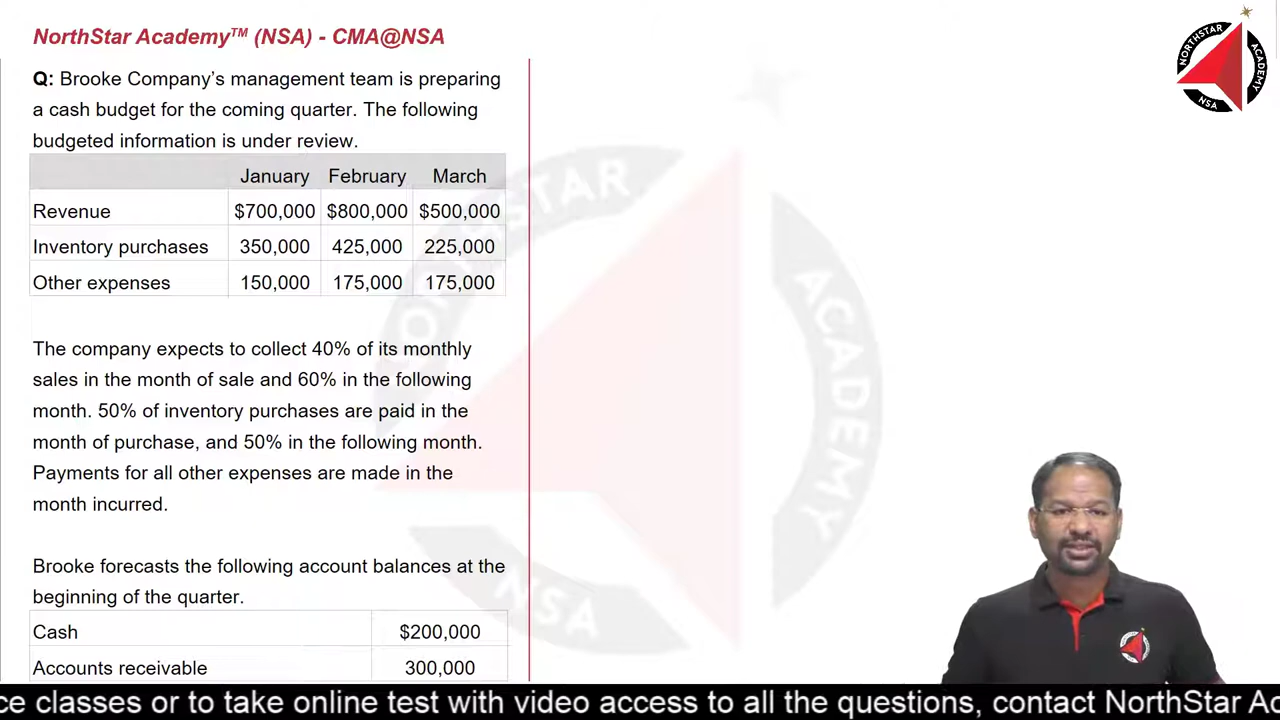 NorthStar Academy™ (NSA) - CMA@NSA
Q: Brooke Company’s management team is preparing
a cash budget for the coming quarter. The following
budgeted information is under review.
January February March
Revenue $700,000 $800,000 $500,000
Inventory purchases 350,000 425,000 225,000
Other expenses 150,000 175,000 175,000
The company expects to collect 40% of its monthly
sales in the month of sale and 60% in the following
month. 50% of inventory purchases are paid in the
month of purchase, and 50% in the following month.
Payments for all other expenses are made in the
month incurred.
Brooke forecasts the following account balances at the
beginning of the quarter.
Cash $200,000
Accounts receivable 300,000
NORTHSTAR
ACADEMY
NSA
NORTHSTAR
ACADEMY
NSA
ce classes or to take online test with video access to all the questions, contact NorthStar Ac